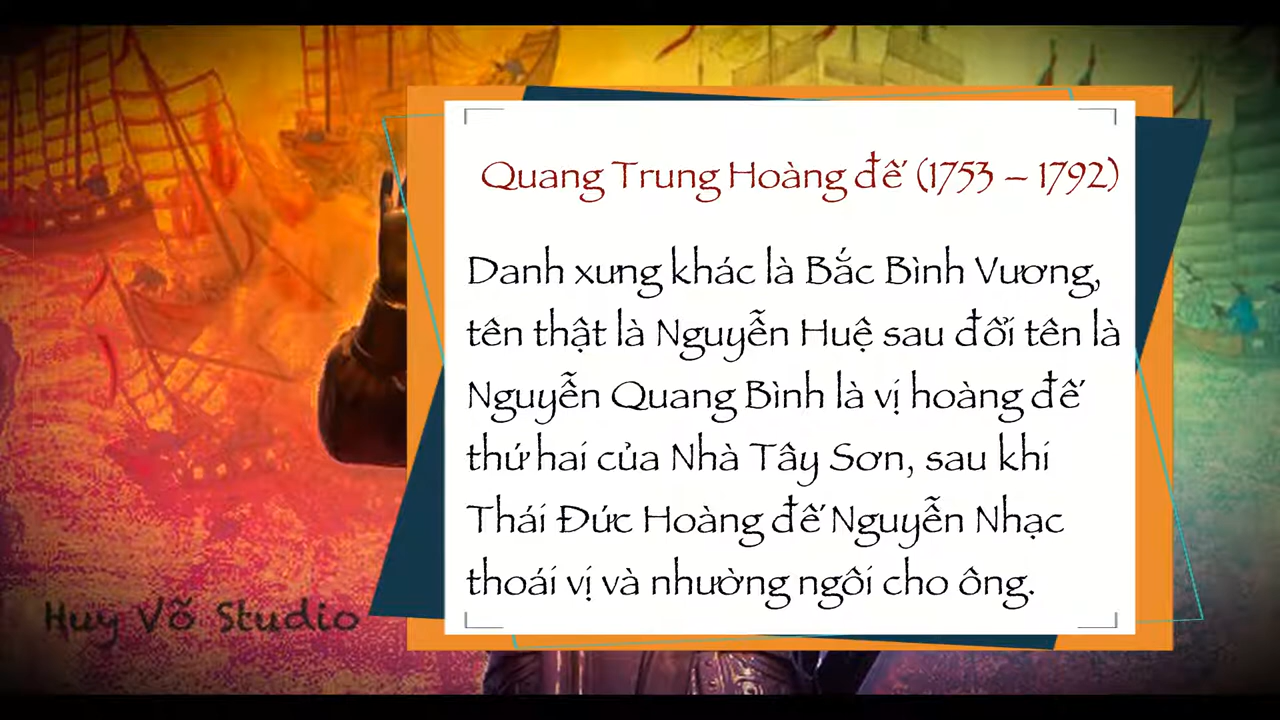 Quang Trung Hoàng đế (1753 – 1792)
Danh xưng khác là Bắc Bình Vương,
tên thật là Nguyễn Huệ sau đổi tên là
Nguyễn Quang Bình là vị hoàng đế
thứ hai của Nhà Tây Sơn, sau khi
Thái Đức Hoàng đế Nguyễn Nhạc
thoái vị và nhường ngôi cho ông.
Huy Võ Studio